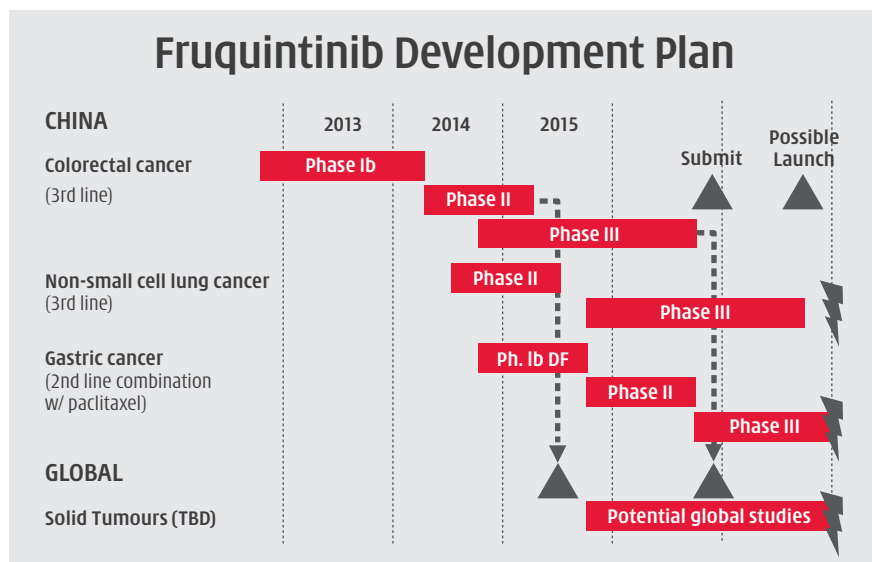 Fruquintinib Development Plan
CHINA
2013
2014
2015
Submit
Possible
Launch
Colorectal cancer
(3rd line)
Phase Ib
Phase II
Phase III
Non-small cell lung cancer
(3rd line)
Phase II
Phase III
Gastric cancer
(2nd line combination
w/ paclitaxel)
Ph. Ib DF
Phase II
Phase III
GLOBAL
Solid Tumours (TBD)
Potential global studies